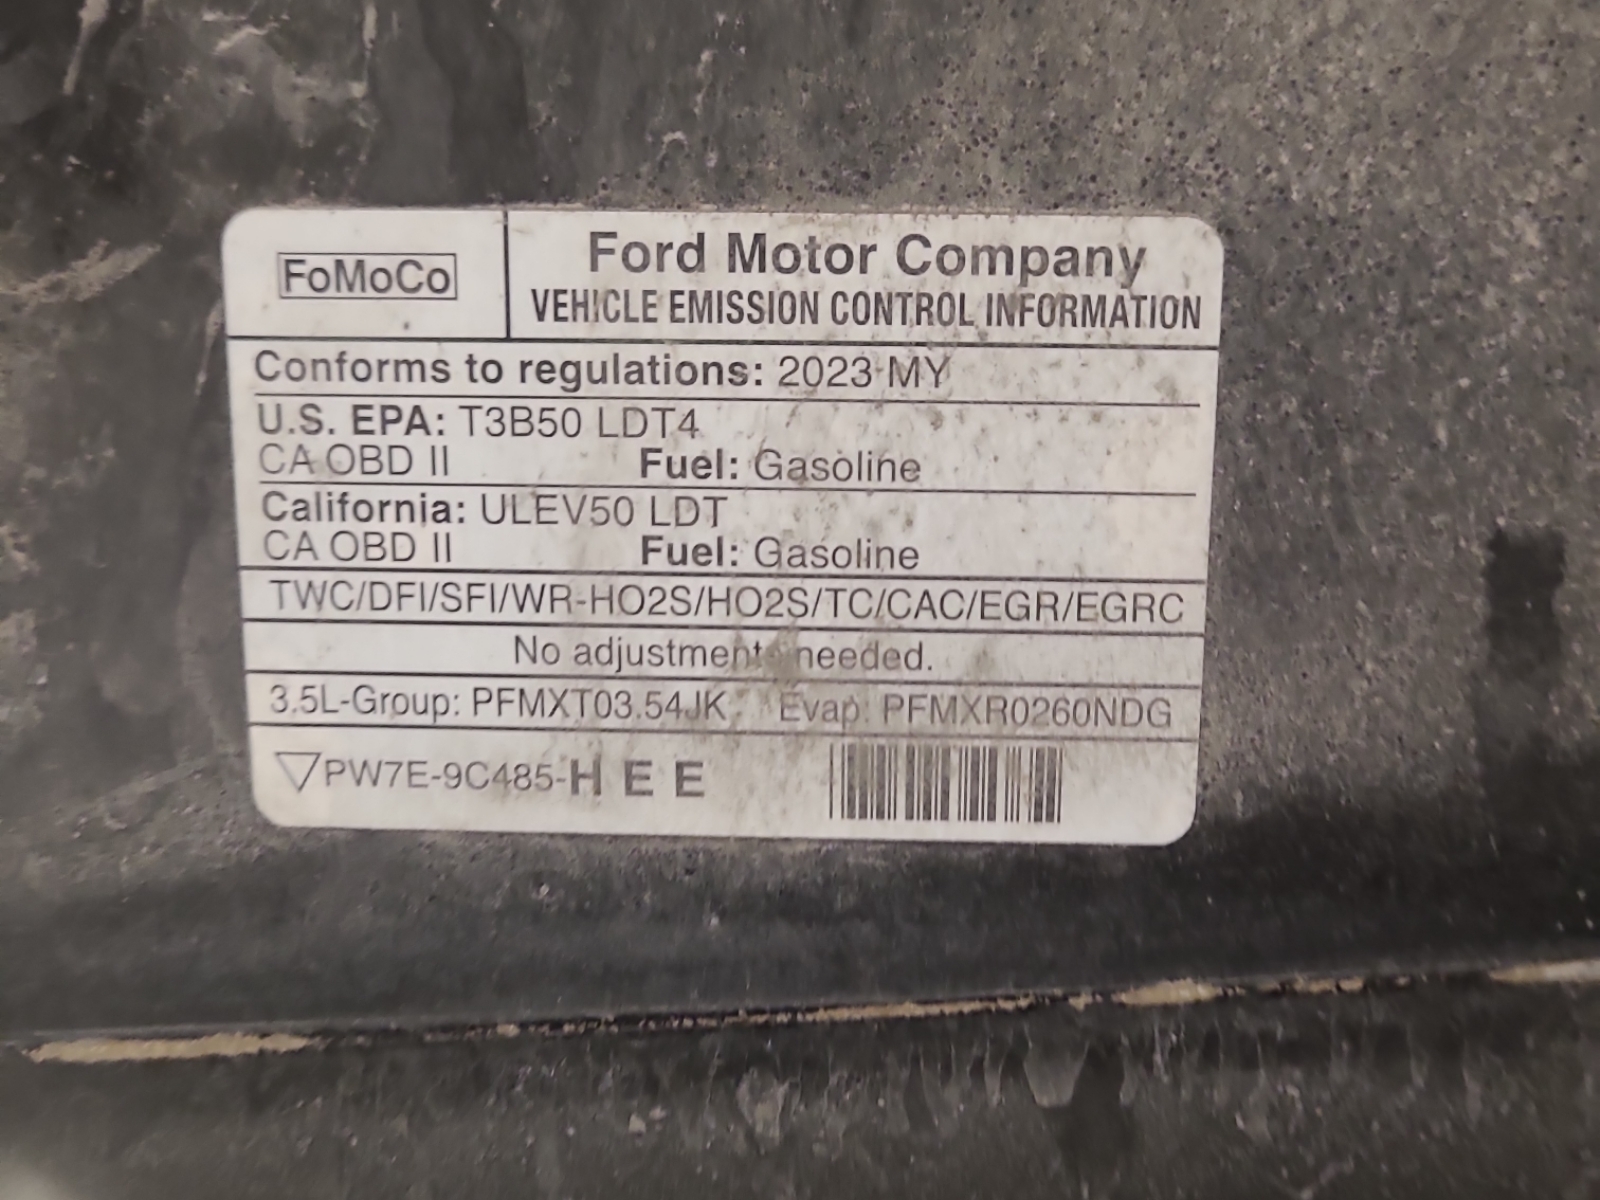 FoMoCo
Ford Motor Company
VEHICLE EMISSION CONTROL INFORMATION
Conforms to regulations: 2023 MY
U.S. EPA: T3B50 LDT4
CA OBD II Fuel: Gasoline
California: ULEV50 LDT
CA OBD II Fuel: Gasoline
TWC/DFI/SFI/WR-HO2S/HO2S/TC/CAC/EGR/EGRC
No adjustments needed.
3.5L-Group: PFMXT03.54JK Evap: PFMXR0260NDG
PW7E-9C485-H E E